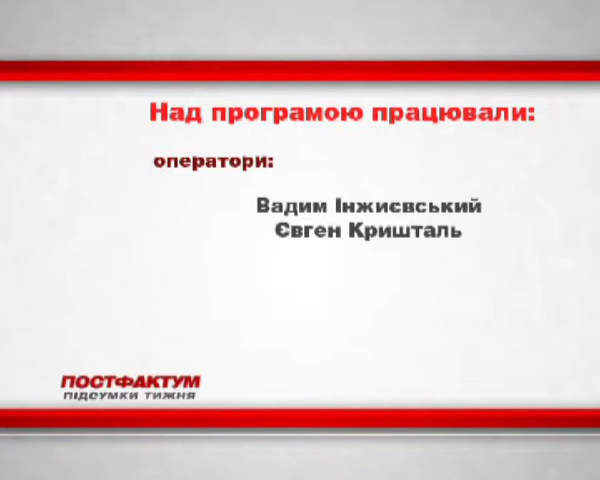 Над програмою працювали:
оператори:
Вадим Інжиєвський
Євген Кришталь
ПОСТФАКТУМ
ПІДСУМКИ ТИЖНЯ